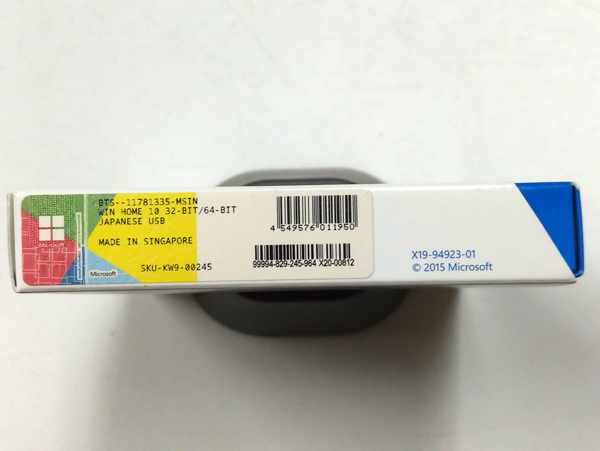 BTS--11781335-MSIN
WIN HOME 10 32-BIT/64-BIT
JAPANESE USB
MADE IN SINGAPORE
SKU-KW9-00245
Microsoft
Microsoft
4 549576 011950
99994-829-245-964 X20-00812
X19-94923-01
© 2015 Microsoft